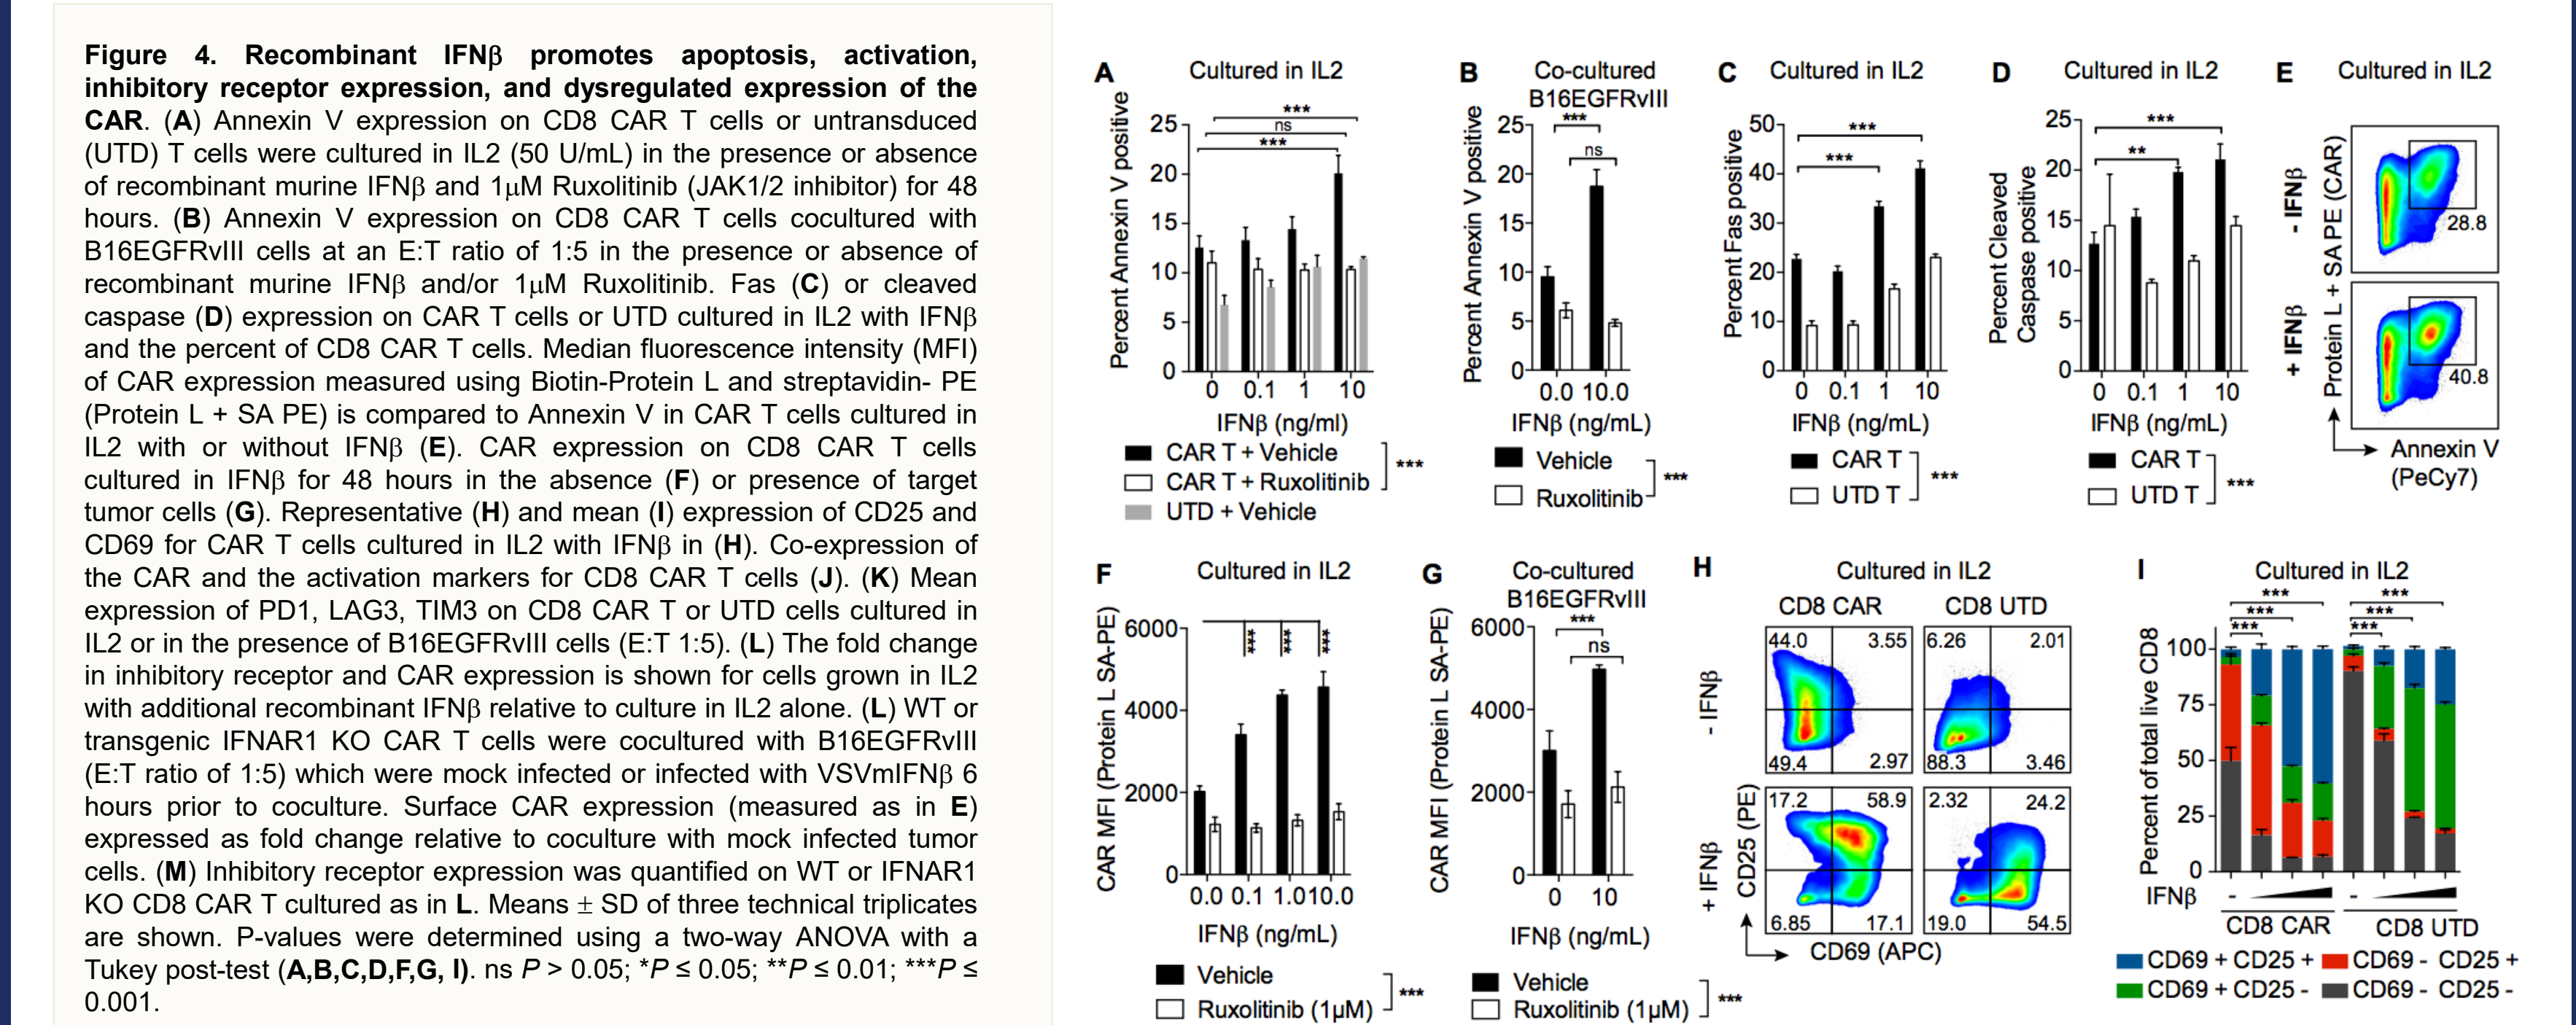 Figure 4. Recombinant IFNβ promotes apoptosis, activation,
inhibitory receptor expression, and dysregulated expression of the
CAR. (A) Annexin V expression on CD8 CAR T cells or untransduced
(UTD) T cells were cultured in IL2 (50 U/mL) in the presence or absence
of recombinant murine IFNβ and 1μM Ruxolitinib (JAK1/2 inhibitor) for 48
hours. (B) Annexin V expression on CD8 CAR T cells cocultured with
B16EGFRvIII cells at an E:T ratio of 1:5 in the presence or absence of
recombinant murine IFNβ and/or 1μM Ruxolitinib. Fas (C) or cleaved
caspase (D) expression on CAR T cells or UTD cultured in IL2 with IFNβ
and the percent of CD8 CAR T cells. Median fluorescence intensity (MFI)
of CAR expression measured using Biotin-Protein L and streptavidin- PE
(Protein L + SA PE) is compared to Annexin V in CAR T cells cultured in
IL2 with or without IFNβ (E). CAR expression on CD8 CAR T cells
cultured in IFNβ for 48 hours in the absence (F) or presence of target
tumor cells (G). Representative (H) and mean (I) expression of CD25 and
CD69 for CAR T cells cultured in IL2 with IFNβ in (H). Co-expression of
the CAR and the activation markers for CD8 CAR T cells (J). (K) Mean
expression of PD1, LAG3, TIM3 on CD8 CAR T or UTD cells cultured in
IL2 or in the presence of B16EGFRvIII cells (E:T 1:5). (L) The fold change
in inhibitory receptor and CAR expression is shown for cells grown in IL2
with additional recombinant IFNβ relative to culture in IL2 alone. (L) WT or
transgenic IFNAR1 KO CAR T cells were cocultured with B16EGFRvIII
(E:T ratio of 1:5) which were mock infected or infected with VSVmIFNβ 6
hours prior to coculture. Surface CAR expression (measured as in E)
expressed as fold change relative to coculture with mock infected tumor
cells. (M) Inhibitory receptor expression was quantified on WT or IFNAR1
KO CD8 CAR T cultured as in L. Means ± SD of three technical triplicates
are shown. P-values were determined using a two-way ANOVA with a
Tukey post-test (A,B,C,D,F,G, I). ns P > 0.05; *P ≤ 0.05; **P ≤ 0.01; ***P ≤
0.001.
A Cultured in IL2
Percent Annexin V positive
25
20
15
10
5
0
***
ns
***
0 0.1 1 10
IFNβ (ng/ml)
CAR T + Vehicle
CAR T + Ruxolitinib
UTD + Vehicle
***
B Co-cultured
B16EGFRvIII
Percent Annexin V positive
25
20
15
10
5
0
***
ns
0.0 10.0
IFNβ (ng/mL)
Vehicle
Ruxolitinib
***
C Cultured in IL2
Percent Fas positive
50
40
30
20
10
0
***
***
0 0.1 1 10
IFNβ (ng/mL)
CAR T
UTD T
***
D Cultured in IL2
Percent Cleaved
Caspase positive
25
20
15
10
5
0
***
**
0 0.1 1 10
IFNβ (ng/mL)
CAR T
UTD T
***
E Cultured in IL2
- IFNβ
+ IFNβ
Protein L + SA PE (CAR)
28.8
40.8
Annexin V
(PeCy7)
F Cultured in IL2
CAR MFI (Protein L SA-PE)
6000
4000
2000
0
*** *** ***
0.0 0.1 1.0 10.0
IFNβ (ng/mL)
Vehicle
Ruxolitinib (1μM)
***
G Co-cultured
B16EGFRvIII
CAR MFI (Protein L SA-PE)
6000
4000
2000
0
***
ns
0 10
IFNβ (ng/mL)
Vehicle
Ruxolitinib (1μM)
***
H Cultured in IL2
CD8 CAR CD8 UTD
- IFNβ
44.0 3.55 6.26 2.01
49.4 2.97 88.3 3.46
+ IFNβ
CD25 (PE)
17.2 58.9 2.32 24.2
6.85 17.1 19.0 54.5
CD69 (APC)
I Cultured in IL2
Percent of total live CD8
*** ***
*** ***
*** ***
100
75
50
25
0
IFNβ - -
CD8 CAR CD8 UTD
CD69 + CD25 + CD69 - CD25 +
CD69 + CD25 - CD69 - CD25 -